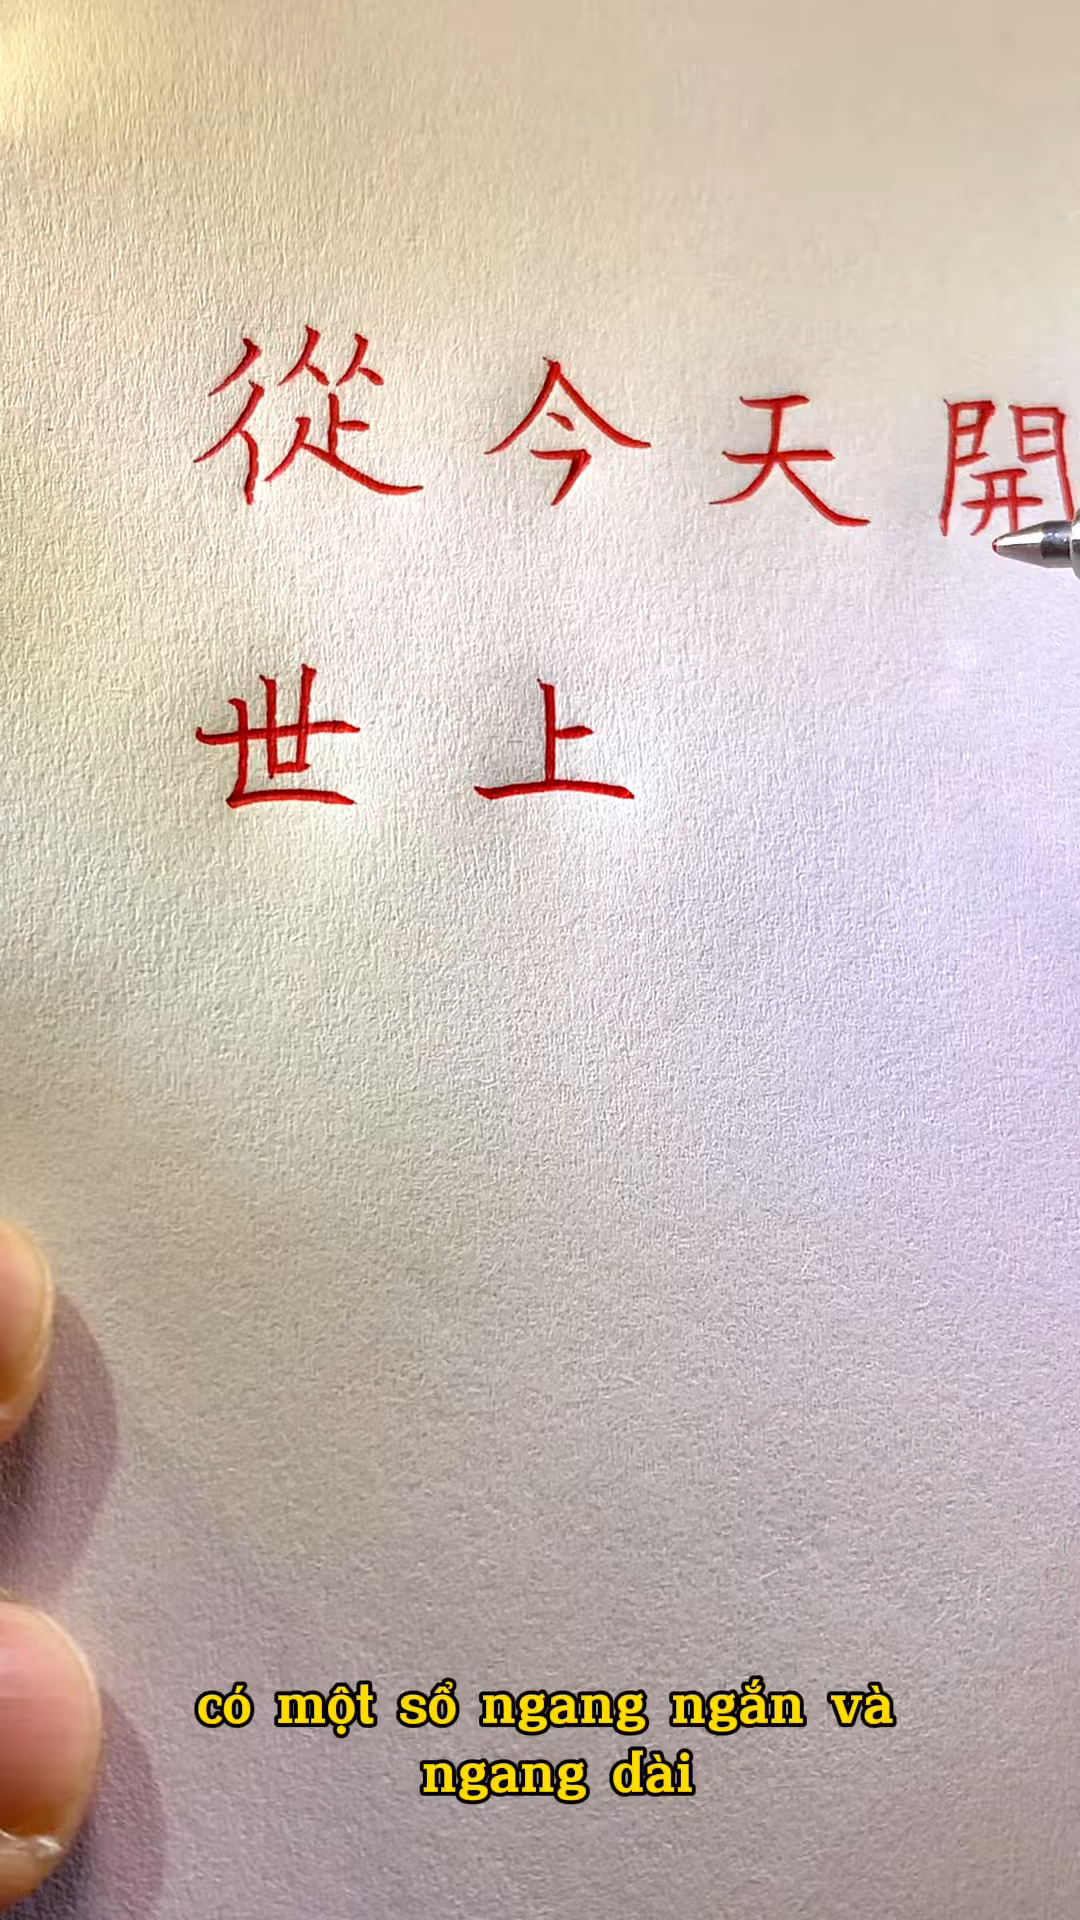 從今天開
世上
có một sổ ngang ngắn và
ngang dài